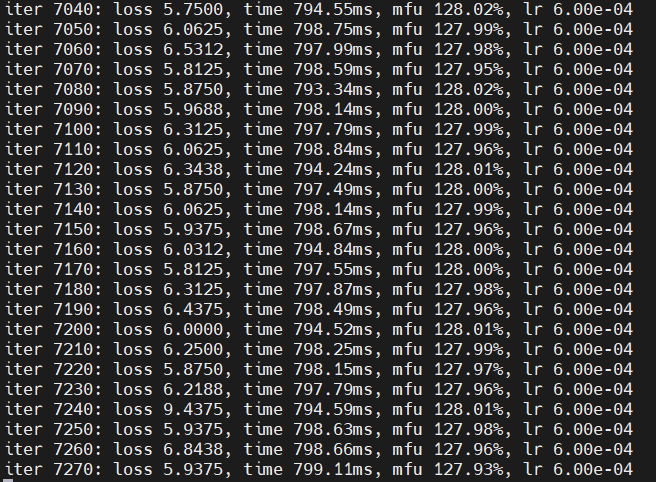 iter 7040: loss 5.7500, time 794.55ms, mfu 128.02%, lr 6.00e-04
iter 7050: loss 6.0625, time 798.75ms, mfu 127.99%, lr 6.00e-04
iter 7060: loss 6.5312, time 797.99ms, mfu 127.98%, lr 6.00e-04
iter 7070: loss 5.8125, time 798.59ms, mfu 127.95%, lr 6.00e-04
iter 7080: loss 5.8750, time 793.34ms, mfu 128.02%, lr 6.00e-04
iter 7090: loss 5.9688, time 798.14ms, mfu 128.00%, lr 6.00e-04
iter 7100: loss 6.3125, time 797.79ms, mfu 127.99%, lr 6.00e-04
iter 7110: loss 6.0625, time 798.84ms, mfu 127.96%, lr 6.00e-04
iter 7120: loss 6.3438, time 794.24ms, mfu 128.01%, lr 6.00e-04
iter 7130: loss 5.8750, time 797.49ms, mfu 128.00%, lr 6.00e-04
iter 7140: loss 6.0625, time 798.14ms, mfu 127.99%, lr 6.00e-04
iter 7150: loss 5.9375, time 798.67ms, mfu 127.96%, lr 6.00e-04
iter 7160: loss 6.0312, time 794.84ms, mfu 128.00%, lr 6.00e-04
iter 7170: loss 5.8125, time 797.55ms, mfu 128.00%, lr 6.00e-04
iter 7180: loss 6.3125, time 797.87ms, mfu 127.98%, lr 6.00e-04
iter 7190: loss 6.4375, time 798.49ms, mfu 127.96%, lr 6.00e-04
iter 7200: loss 6.0000, time 794.52ms, mfu 128.01%, lr 6.00e-04
iter 7210: loss 6.2500, time 798.25ms, mfu 127.99%, lr 6.00e-04
iter 7220: loss 5.8750, time 798.15ms, mfu 127.97%, lr 6.00e-04
iter 7230: loss 6.2188, time 797.79ms, mfu 127.96%, lr 6.00e-04
iter 7240: loss 9.4375, time 794.59ms, mfu 128.01%, lr 6.00e-04
iter 7250: loss 5.9375, time 798.63ms, mfu 127.98%, lr 6.00e-04
iter 7260: loss 6.8438, time 798.66ms, mfu 127.96%, lr 6.00e-04
iter 7270: loss 5.9375, time 799.11ms, mfu 127.93%, lr 6.00e-04